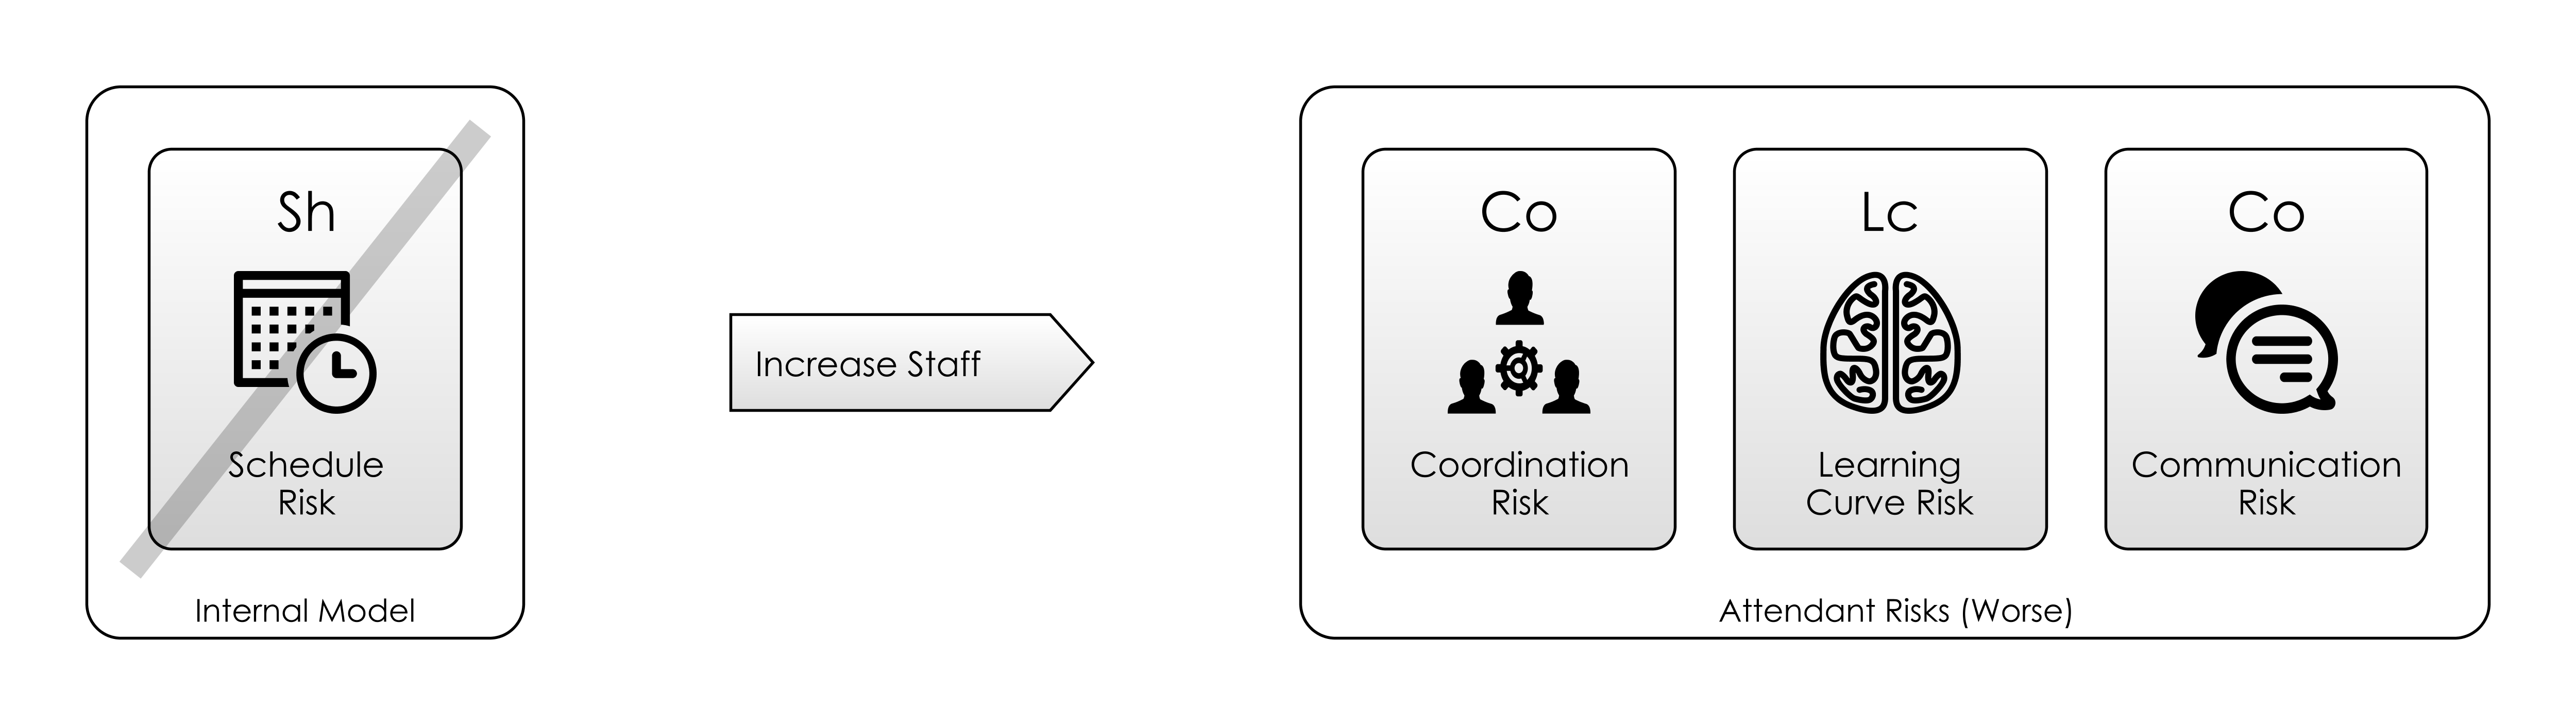 Sh
Schedule
Risk
Internal Model
Increase Staff
Co
Coordination
Risk
Lc
Learning
Curve Risk
Co
Communication
Risk
Attendant Risks (Worse)